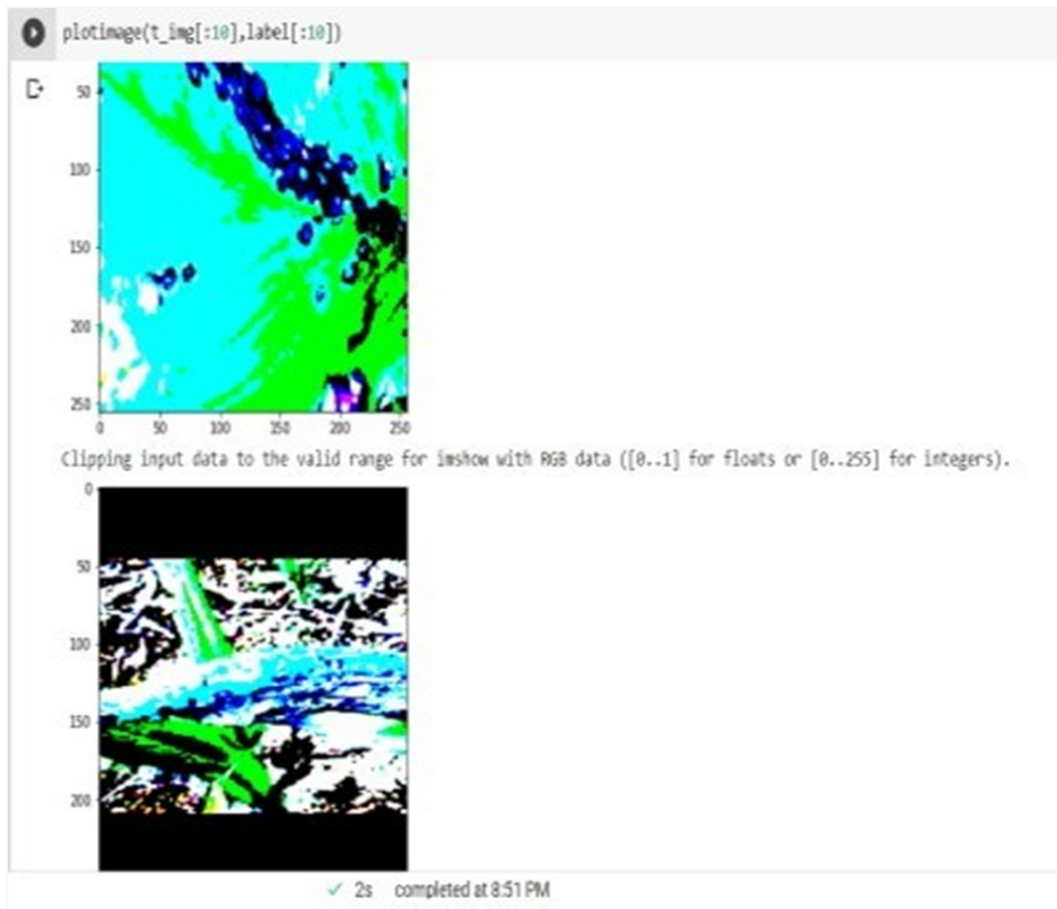 plotimage(t_img[:10],label[:10])
50
100
150
200
250
0 50 100 150 200 250
Clipping input data to the valid range for imshow with RGB data ([0..1] for floats or [0..255] for integers).
0
50
100
150
200
✓ 2s completed at 8:51 PM